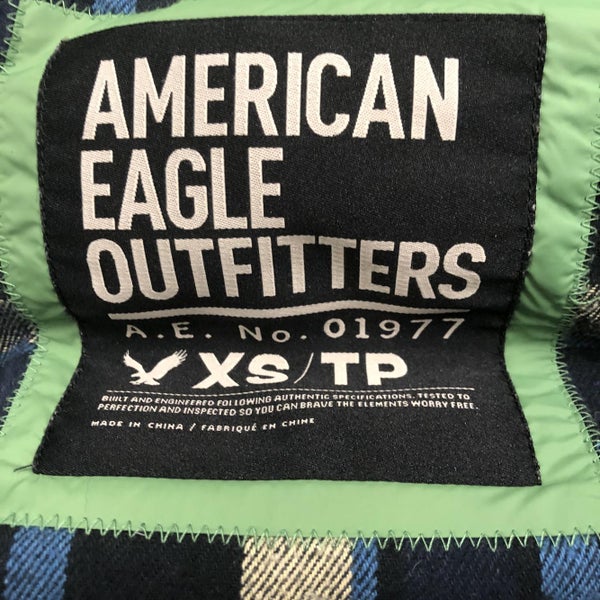 AMERICAN
EAGLE
OUTFITTERS
A.E. No. 01977
XS/TP
BUILT AND ENGINEERED FOLLOWING AUTHENTIC SPECIFICATIONS. TESTED TO
PERFECTION AND INSPECTED SO YOU CAN BRAVE THE ELEMENTS WORRY FREE.
MADE IN CHINA / FABRIQUÉ EN CHINE